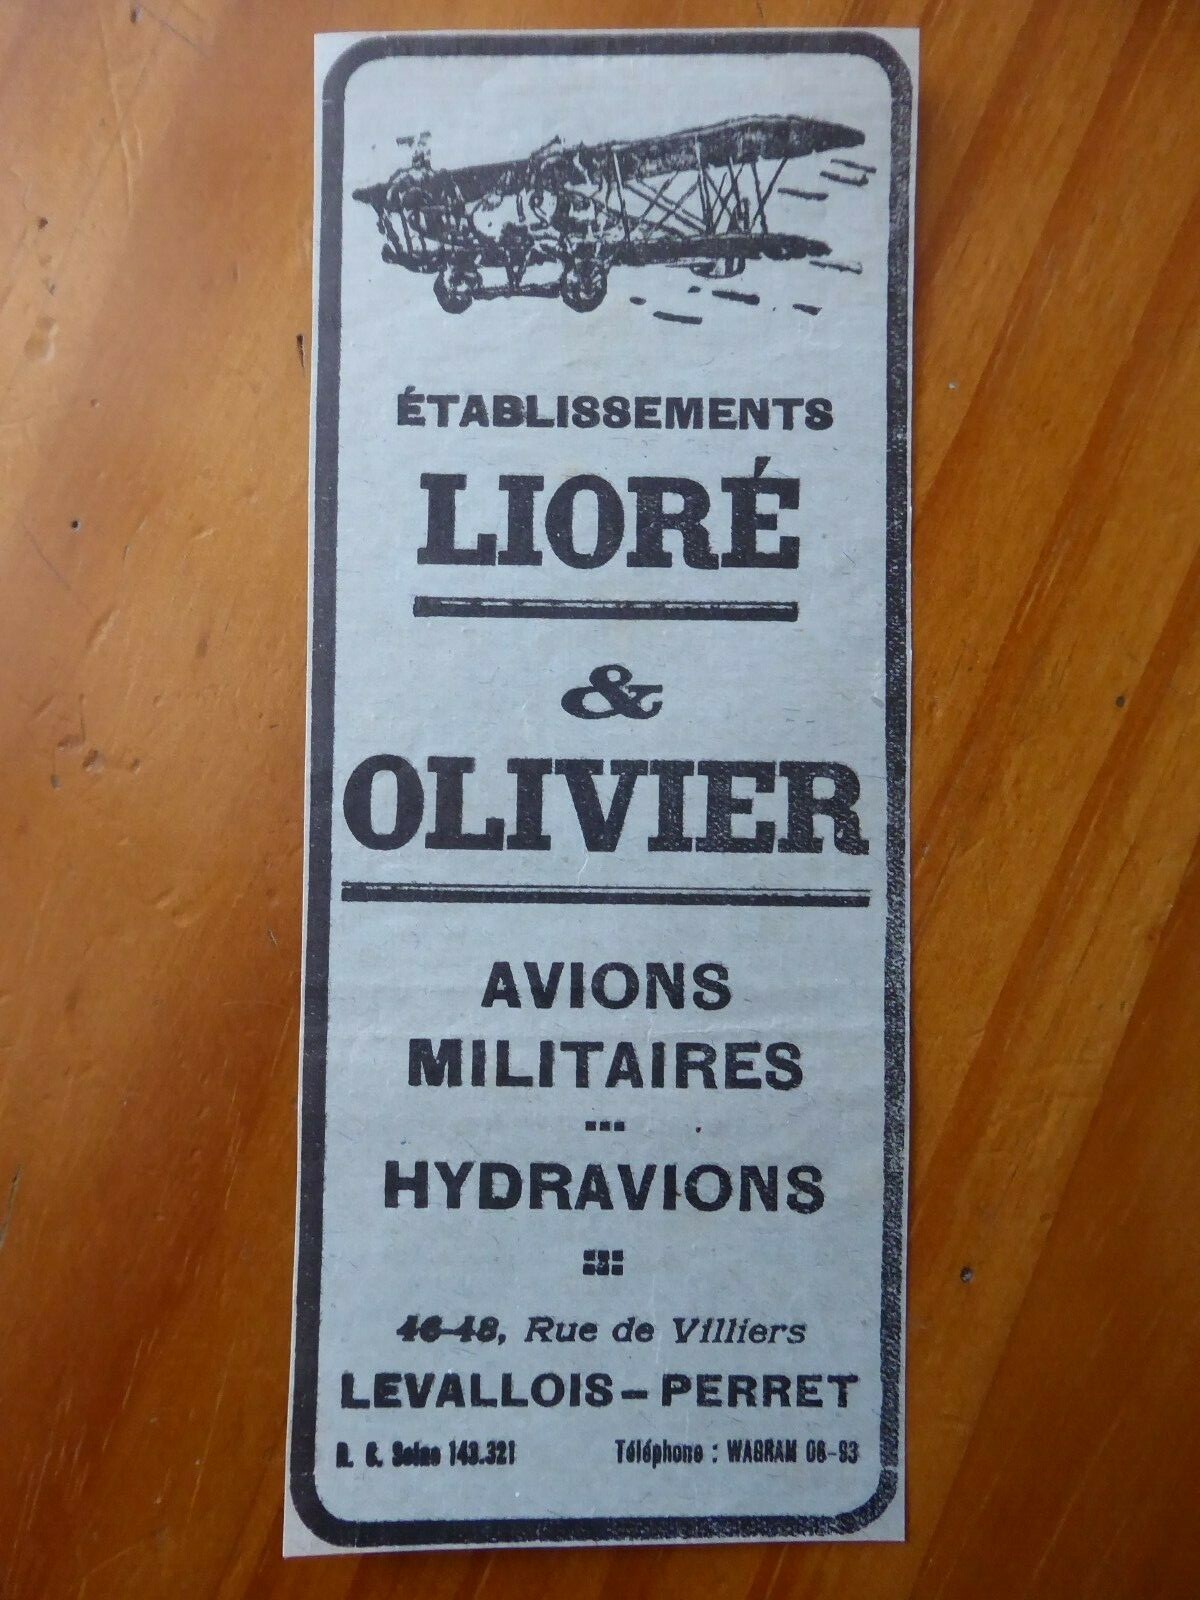 ÉTABLISSEMENTS
LIORÉ
&
OLIVIER
AVIONS
MILITAIRES
HYDRAVIONS
46-48, Rue de Villiers
LEVALLOIS-PERRET
R. C. Seine 143.321 Téléphone : WAGRAM 08-93